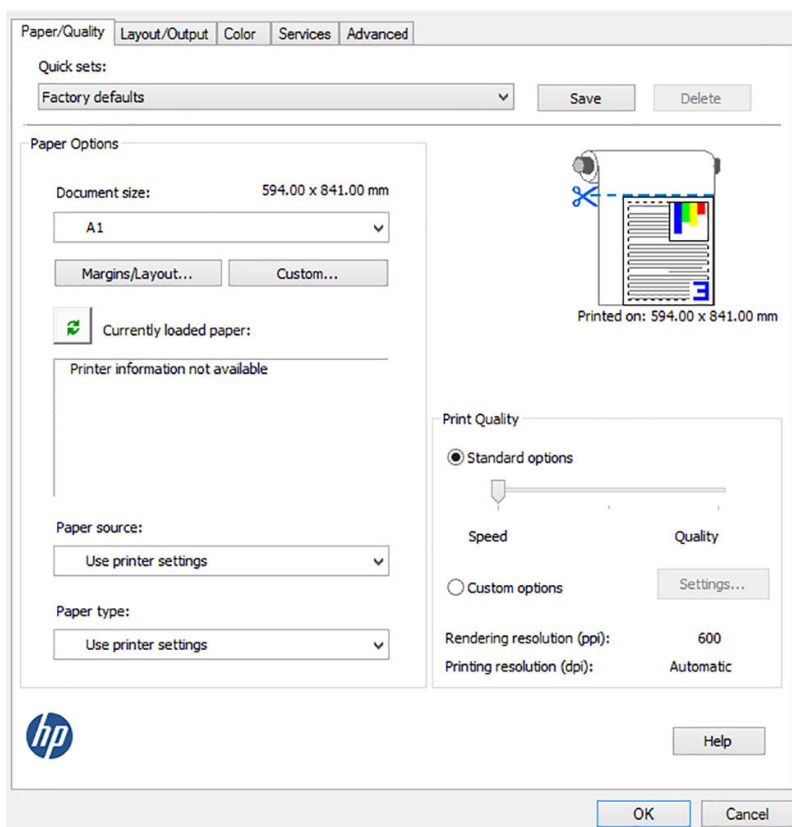 Paper/Quality Layout/Output Color Services Advanced
Quick sets:
Factory defaults Save Delete
Paper Options
Document size: 594.00 x 841.00 mm
A1
Margins/Layout... Custom...
Currently loaded paper:
Printer information not available
Paper source:
Use printer settings
Paper type:
Use printer settings
Printed on: 594.00 x 841.00 mm
Print Quality
Standard options
Speed Quality
Custom options Settings...
Rendering resolution (ppi): 600
Printing resolution (dpi): Automatic
hp
Help
OK Cancel